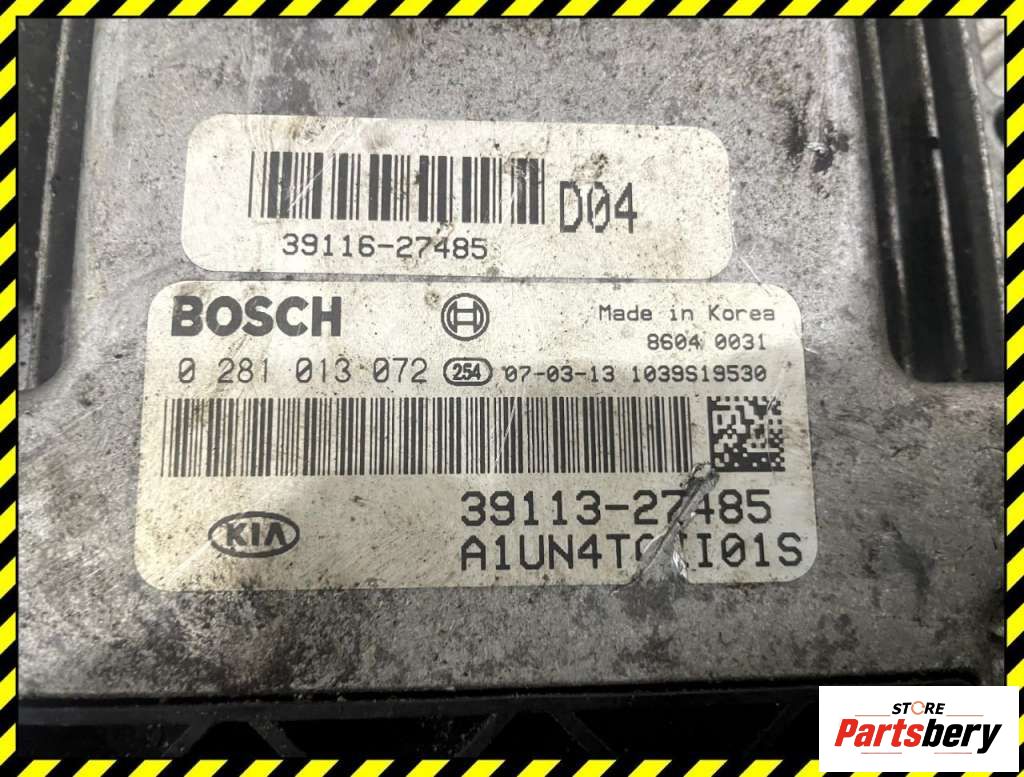 D04
39116-27485
BOSCH
Made in Korea
8604 0031
0 281 013 072 254 07-03-13 1039S19530
39113-27485
KIA
STORE
Partsbery